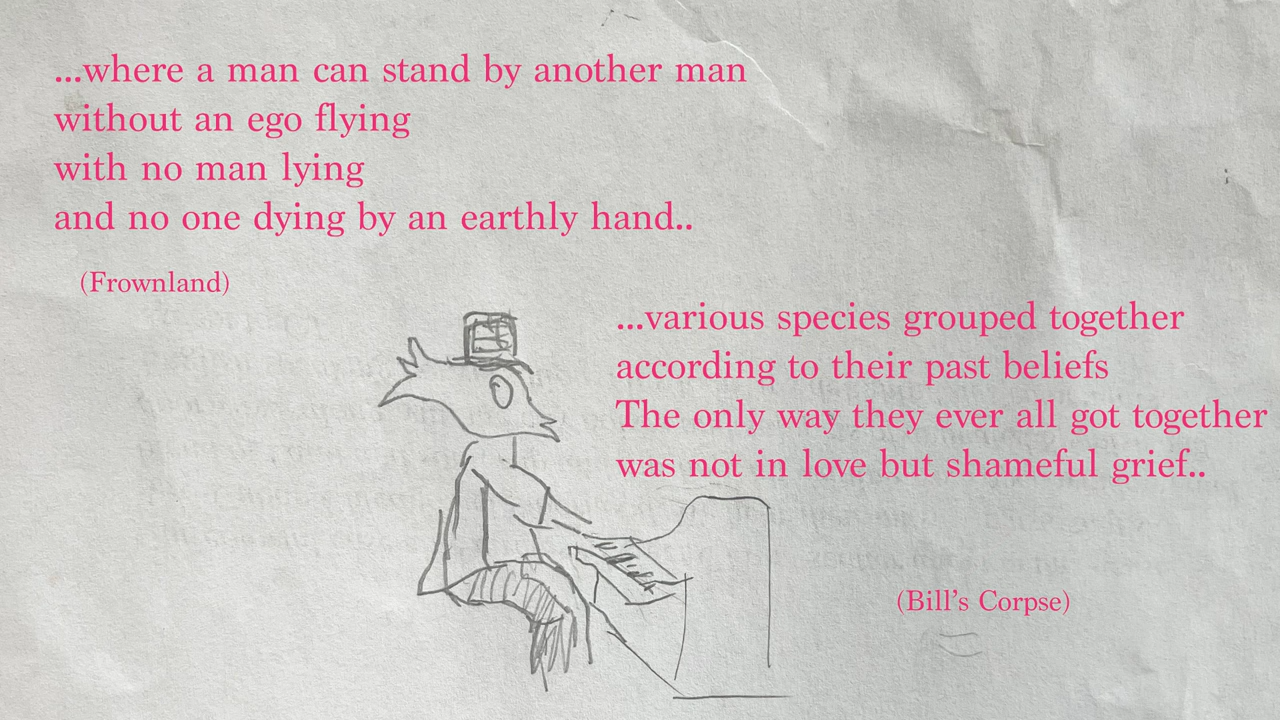 ...where a man can stand by another man
without an ego flying
with no man lying
and no one dying by an earthly hand..
(Frownland)
...various species grouped together
according to their past beliefs
The only way they ever all got together
was not in love but shameful grief..
(Bill's Corpse)